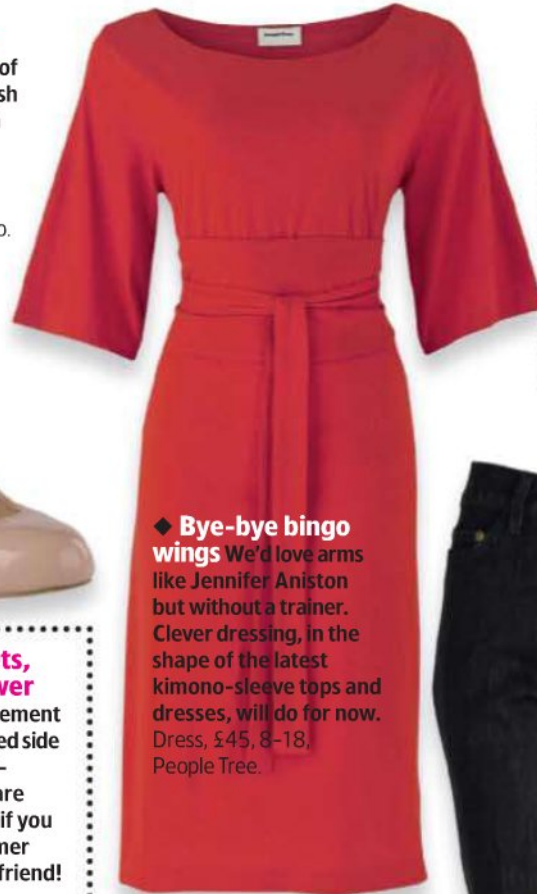 of
sh
◆ Bye-bye bingo
wings We'd love arms
like Jennifer Aniston
but without a trainer.
Clever dressing, in the
shape of the latest
kimono-sleeve tops and
dresses, will do for now.
Dress, £45, 8-18,
People Tree.
ts,
wer
ement
ed side
–
are
if you
mer
friend!